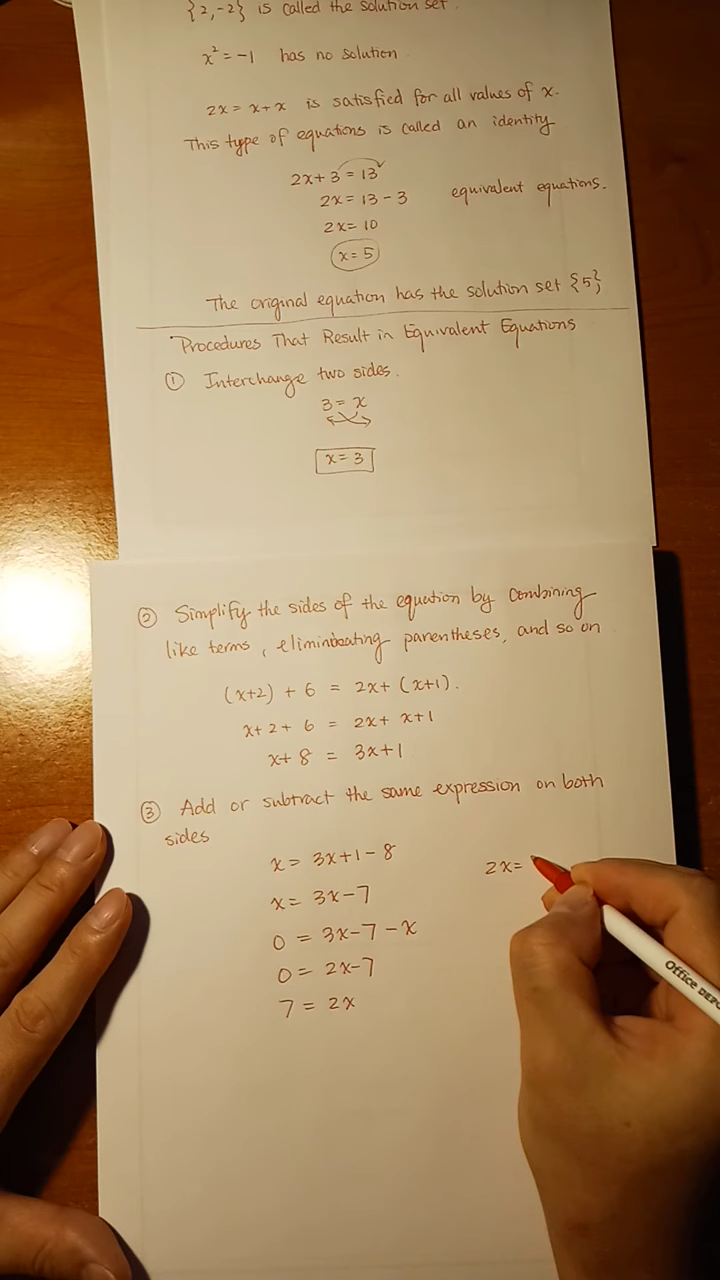 {2,-2} is called the solution set.
x² = -1 has no solution
2x = x+x is satisfied for all values of x.
This type of equations is called an identity
2x+3 = 13
2x = 13 - 3 equivalent equations.
2x = 10
x = 5
The original equation has the solution set {5}
Procedures That Result in Equivalent Equations
① Interchange two sides.
3 = x
x = 3
② Simplify the sides of the equation by combining
like terms, eliminating parentheses, and so on
(x+2) + 6 = 2x + (x+1).
x+2+6 = 2x+ x+1
x+8 = 3x+1
③ Add or subtract the same expression on both
sides
x = 3x+1-8
2x=
x = 3x-7
0 = 3x-7-x
0 = 2x-7
7 = 2x
Office DEPO